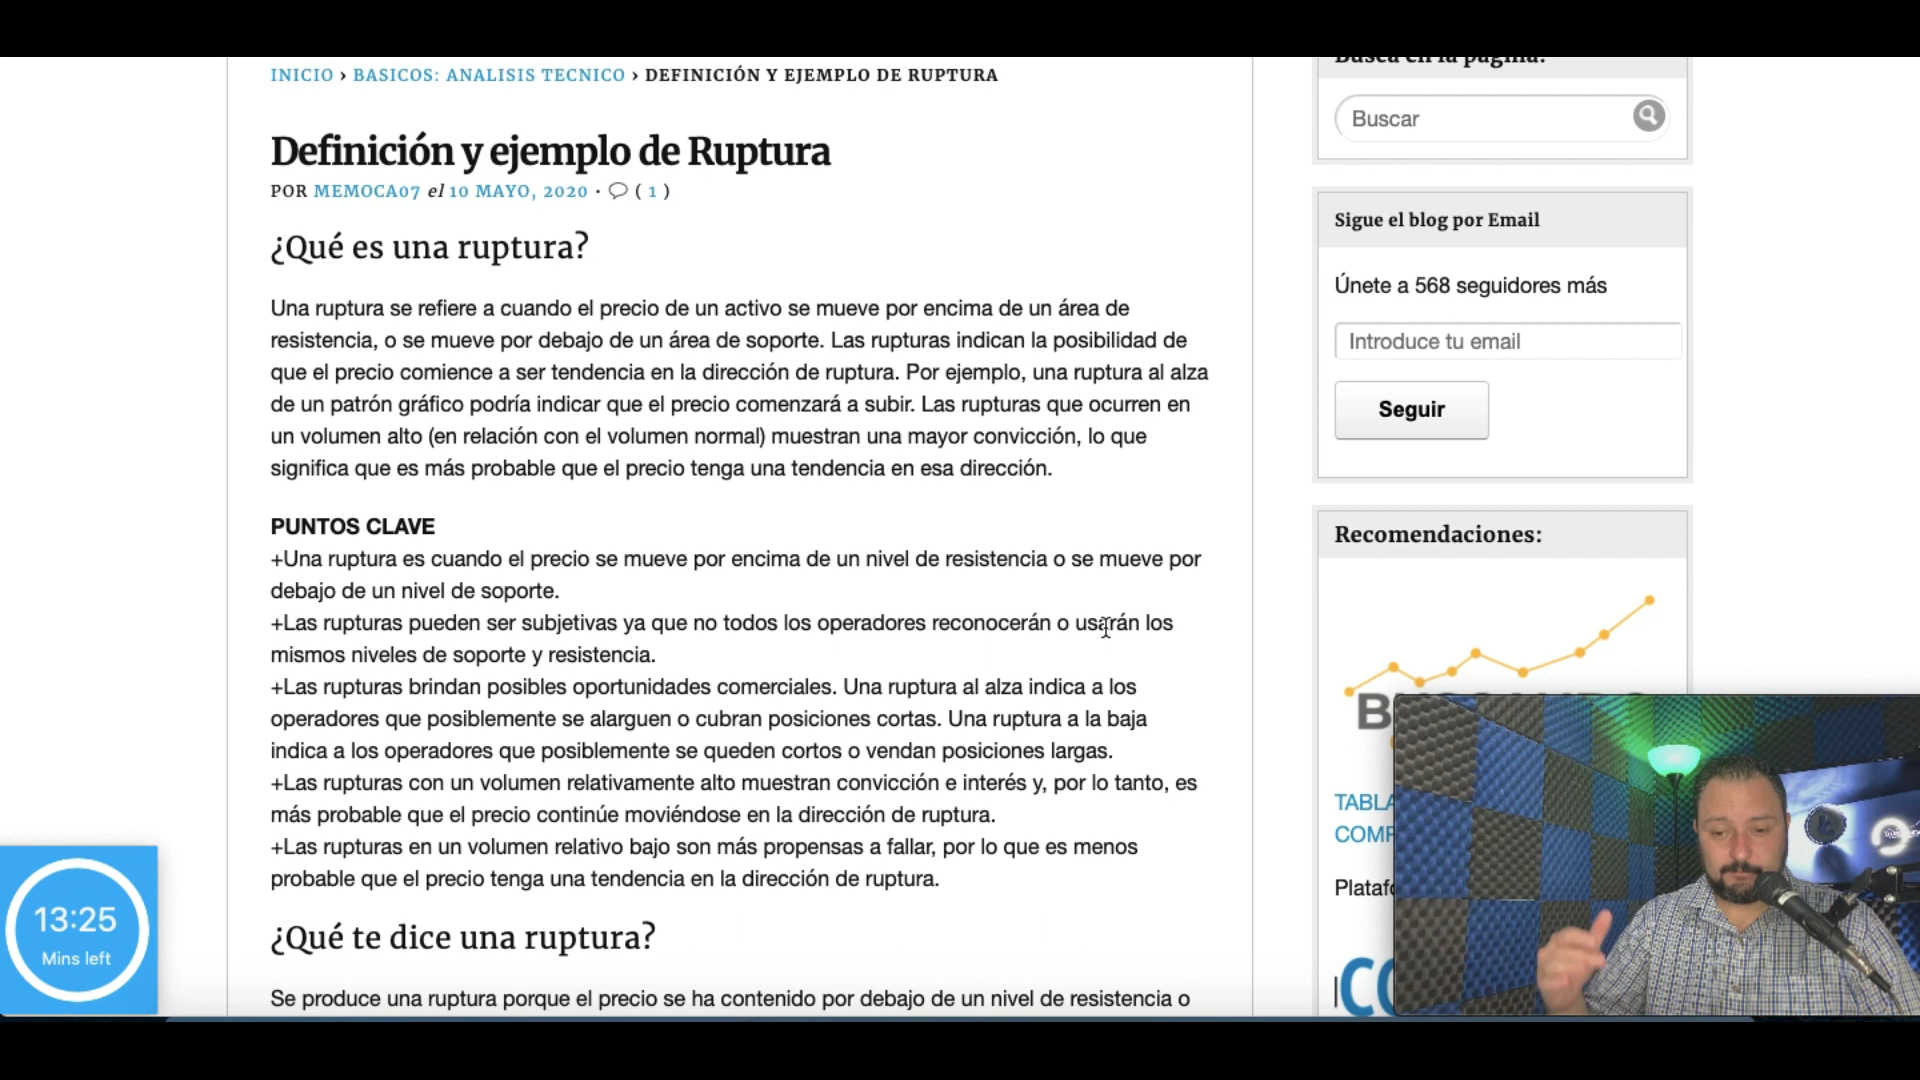 INICIO › BASICOS: ANALISIS TECNICO › DEFINICIÓN Y EJEMPLO DE RUPTURA
Definición y ejemplo de Ruptura
POR MEMOCA07 el 10 MAYO, 2020 · ( 1 )
¿Qué es una ruptura?
Una ruptura se refiere a cuando el precio de un activo se mueve por encima de un área de
resistencia, o se mueve por debajo de un área de soporte. Las rupturas indican la posibilidad de
que el precio comience a ser tendencia en la dirección de ruptura. Por ejemplo, una ruptura al alza
de un patrón gráfico podría indicar que el precio comenzará a subir. Las rupturas que ocurren en
un volumen alto (en relación con el volumen normal) muestran una mayor convicción, lo que
significa que es más probable que el precio tenga una tendencia en esa dirección.
PUNTOS CLAVE
+Una ruptura es cuando el precio se mueve por encima de un nivel de resistencia o se mueve por
debajo de un nivel de soporte.
+Las rupturas pueden ser subjetivas ya que no todos los operadores reconocerán o usarán los
mismos niveles de soporte y resistencia.
+Las rupturas brindan posibles oportunidades comerciales. Una ruptura al alza indica a los
operadores que posiblemente se alarguen o cubran posiciones cortas. Una ruptura a la baja
indica a los operadores que posiblemente se queden cortos o vendan posiciones largas.
+Las rupturas con un volumen relativamente alto muestran convicción e interés y, por lo tanto, es
más probable que el precio continúe moviéndose en la dirección de ruptura.
+Las rupturas en un volumen relativo bajo son más propensas a fallar, por lo que es menos
probable que el precio tenga una tendencia en la dirección de ruptura.
¿Qué te dice una ruptura?
Se produce una ruptura porque el precio se ha contenido por debajo de un nivel de resistencia o
Busca en la página:
Buscar
Sigue el blog por Email
Únete a 568 seguidores más
Introduce tu email
Seguir
Recomendaciones:
B
TABLA
COMP
Platafo
CO
13:25
Mins left